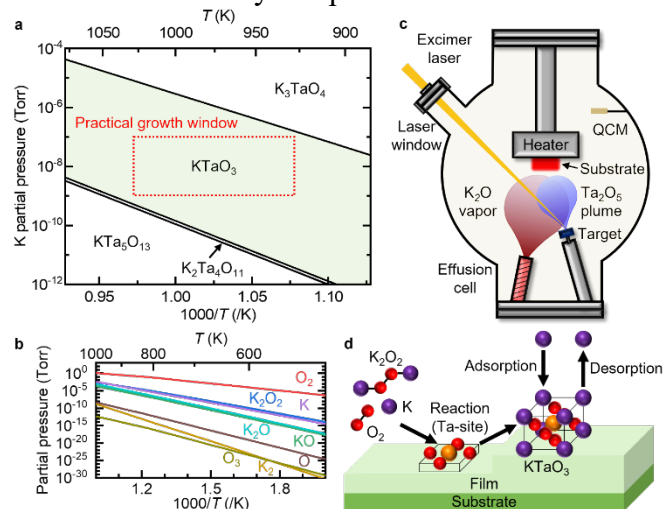 T (K)
a
1050 1000 950 900
K partial pressure (Torr)
10⁻⁴
10⁻⁶
10⁻⁸
10⁻¹⁰
10⁻¹²
K₃TaO₄
Practical growth window
KTaO₃
KTa₅O₁₃
K₂Ta₄O₁₁
0.95 1.00 1.05 1.10
1000/T (/K)
b
T (K)
1000 800 600
Partial pressure (Torr)
10⁰
10⁻⁵
10⁻¹⁰
10⁻¹⁵
10⁻²⁰
10⁻²⁵
10⁻³⁰
O₂
K₂O₂
K
K₂O
KO
O
O₃
K₂
1.2 1.5 1.8
1000/T (/K)
c
Excimer
laser
Laser
window
QCM
Heater
Substrate
K₂O
vapor
Ta₂O₅
plume
Target
Effusion
cell
d
K₂O₂
K
O₂
Adsorption
Desorption
Reaction
(Ta-site)
KTaO₃
Film
Substrate